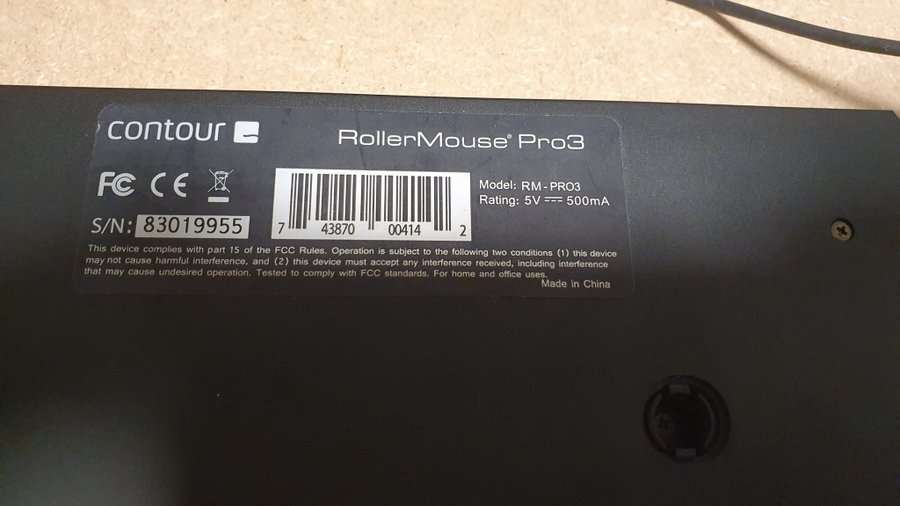 contour
RollerMouse® Pro3
FC CE
Model: RM-PRO3
Rating: 5V⎓500mA
S/N: 83019955
7 43870 00414 2
This device complies with part 15 of the FCC Rules. Operation is subject to the following two conditions (1) this device
may not cause harmful interference, and (2) this device must accept any interference received, including interference
that may cause undesired operation. Tested to comply with FCC standards. For home and office uses.
Made in China